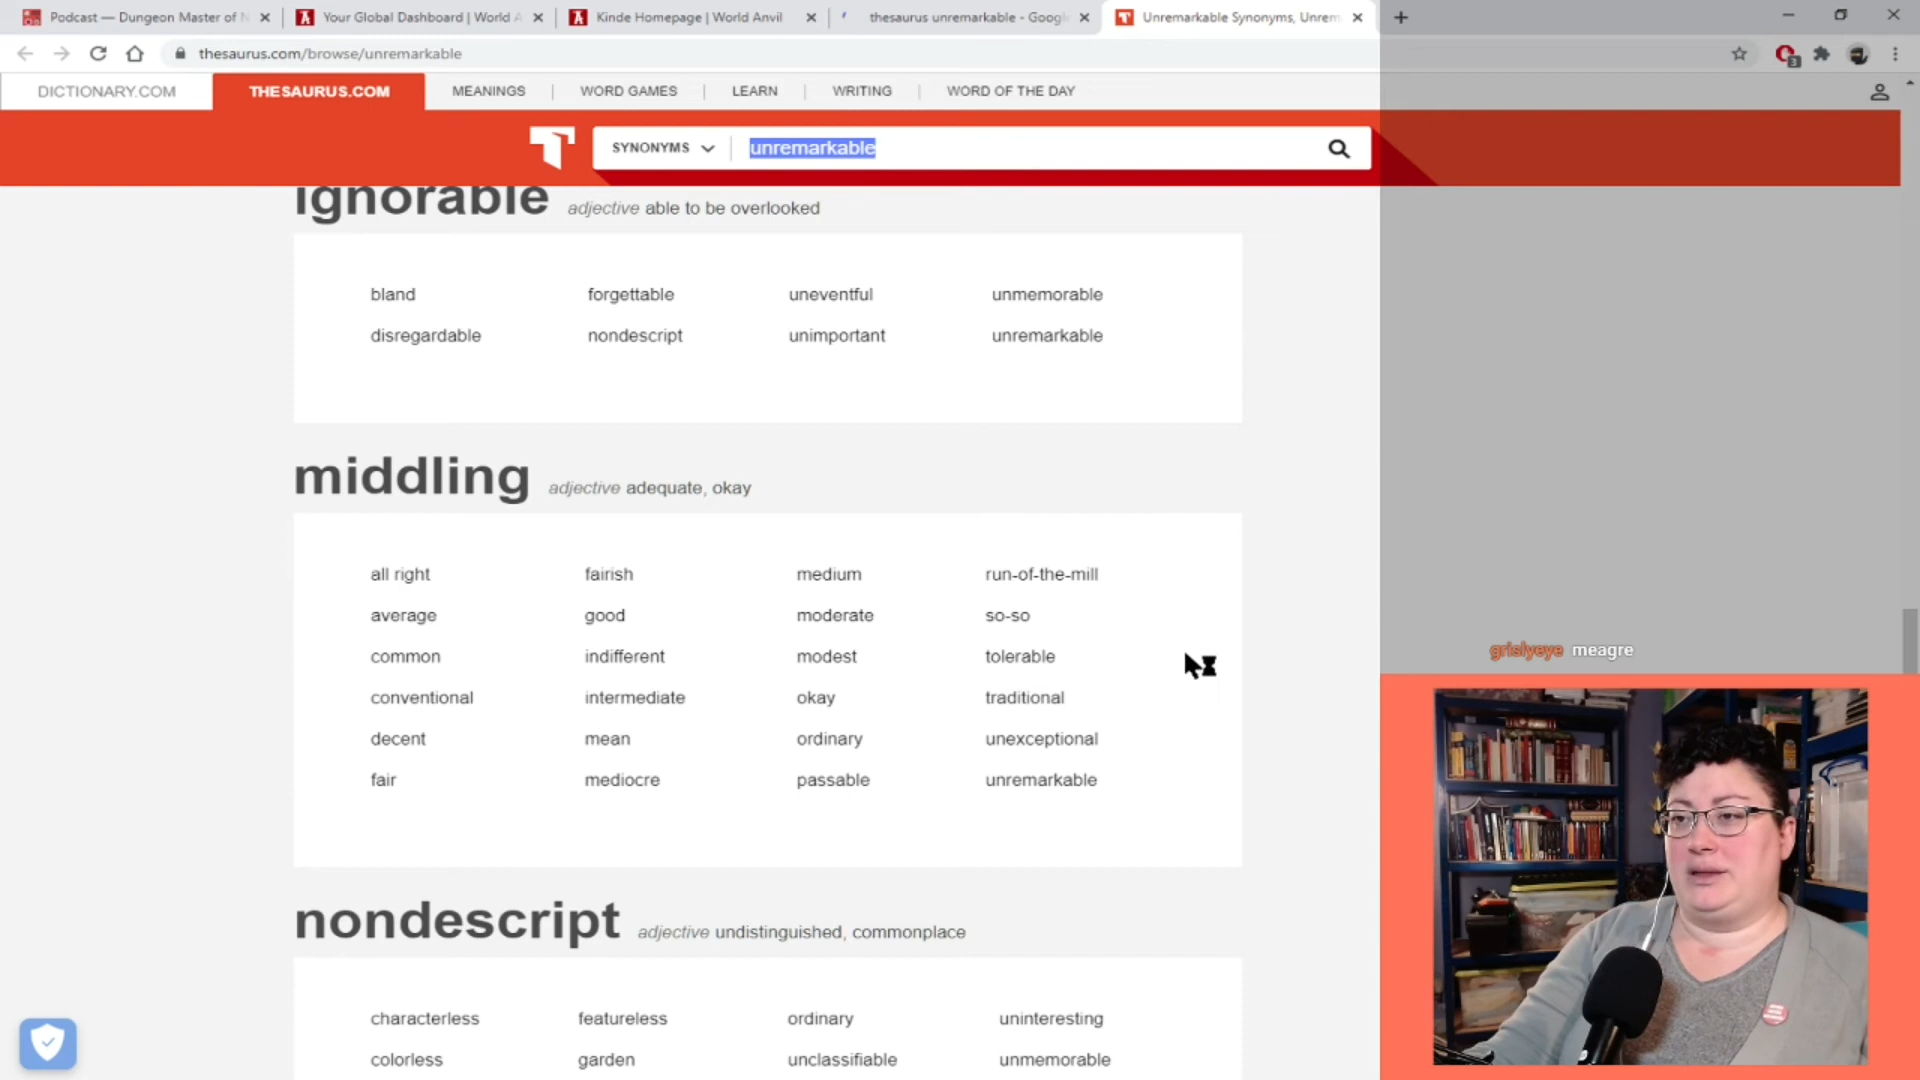 Podcast — Dungeon Master of N
Your Global Dashboard | World A
Kinde Homepage | World Anvil
thesaurus unremarkable - Google
Unremarkable Synonyms, Unrem
thesaurus.com/browse/unremarkable
3
DICTIONARY.COM
THESAURUS.COM
MEANINGS
WORD GAMES
LEARN
WRITING
WORD OF THE DAY
SYNONYMS
unremarkable
ignorable adjective able to be overlooked
bland forgettable uneventful unmemorable
disregardable nondescript unimportant unremarkable
middling adjective adequate, okay
all right fairish medium run-of-the-mill
average good moderate so-so
common indifferent modest tolerable
conventional intermediate okay traditional
decent mean ordinary unexceptional
fair mediocre passable unremarkable
nondescript adjective undistinguished, commonplace
characterless featureless ordinary uninteresting
colorless garden unclassifiable unmemorable
grislyeye meagre